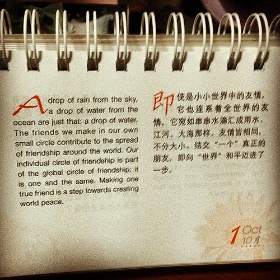 A drop of rain from the sky,
a drop of water from the
ocean are just that: a drop of water.
The friends we make in our own
small circle contribute to the spread
of friendship around the world. Our
individual circle of friendship is part
of the global circle of friendship; it
is one and the same. Making one
true friend is a step towards creating
world peace.
即使是小小世界中的友情，
它也连系着全世界的友
情，它宛如串串水滴汇成雨水、
江河、大海那样。友情皆相同，
不分大小。结交“一个”真正的
朋友，即向“世界”和平迈进了
一步。
1 Oct
10月